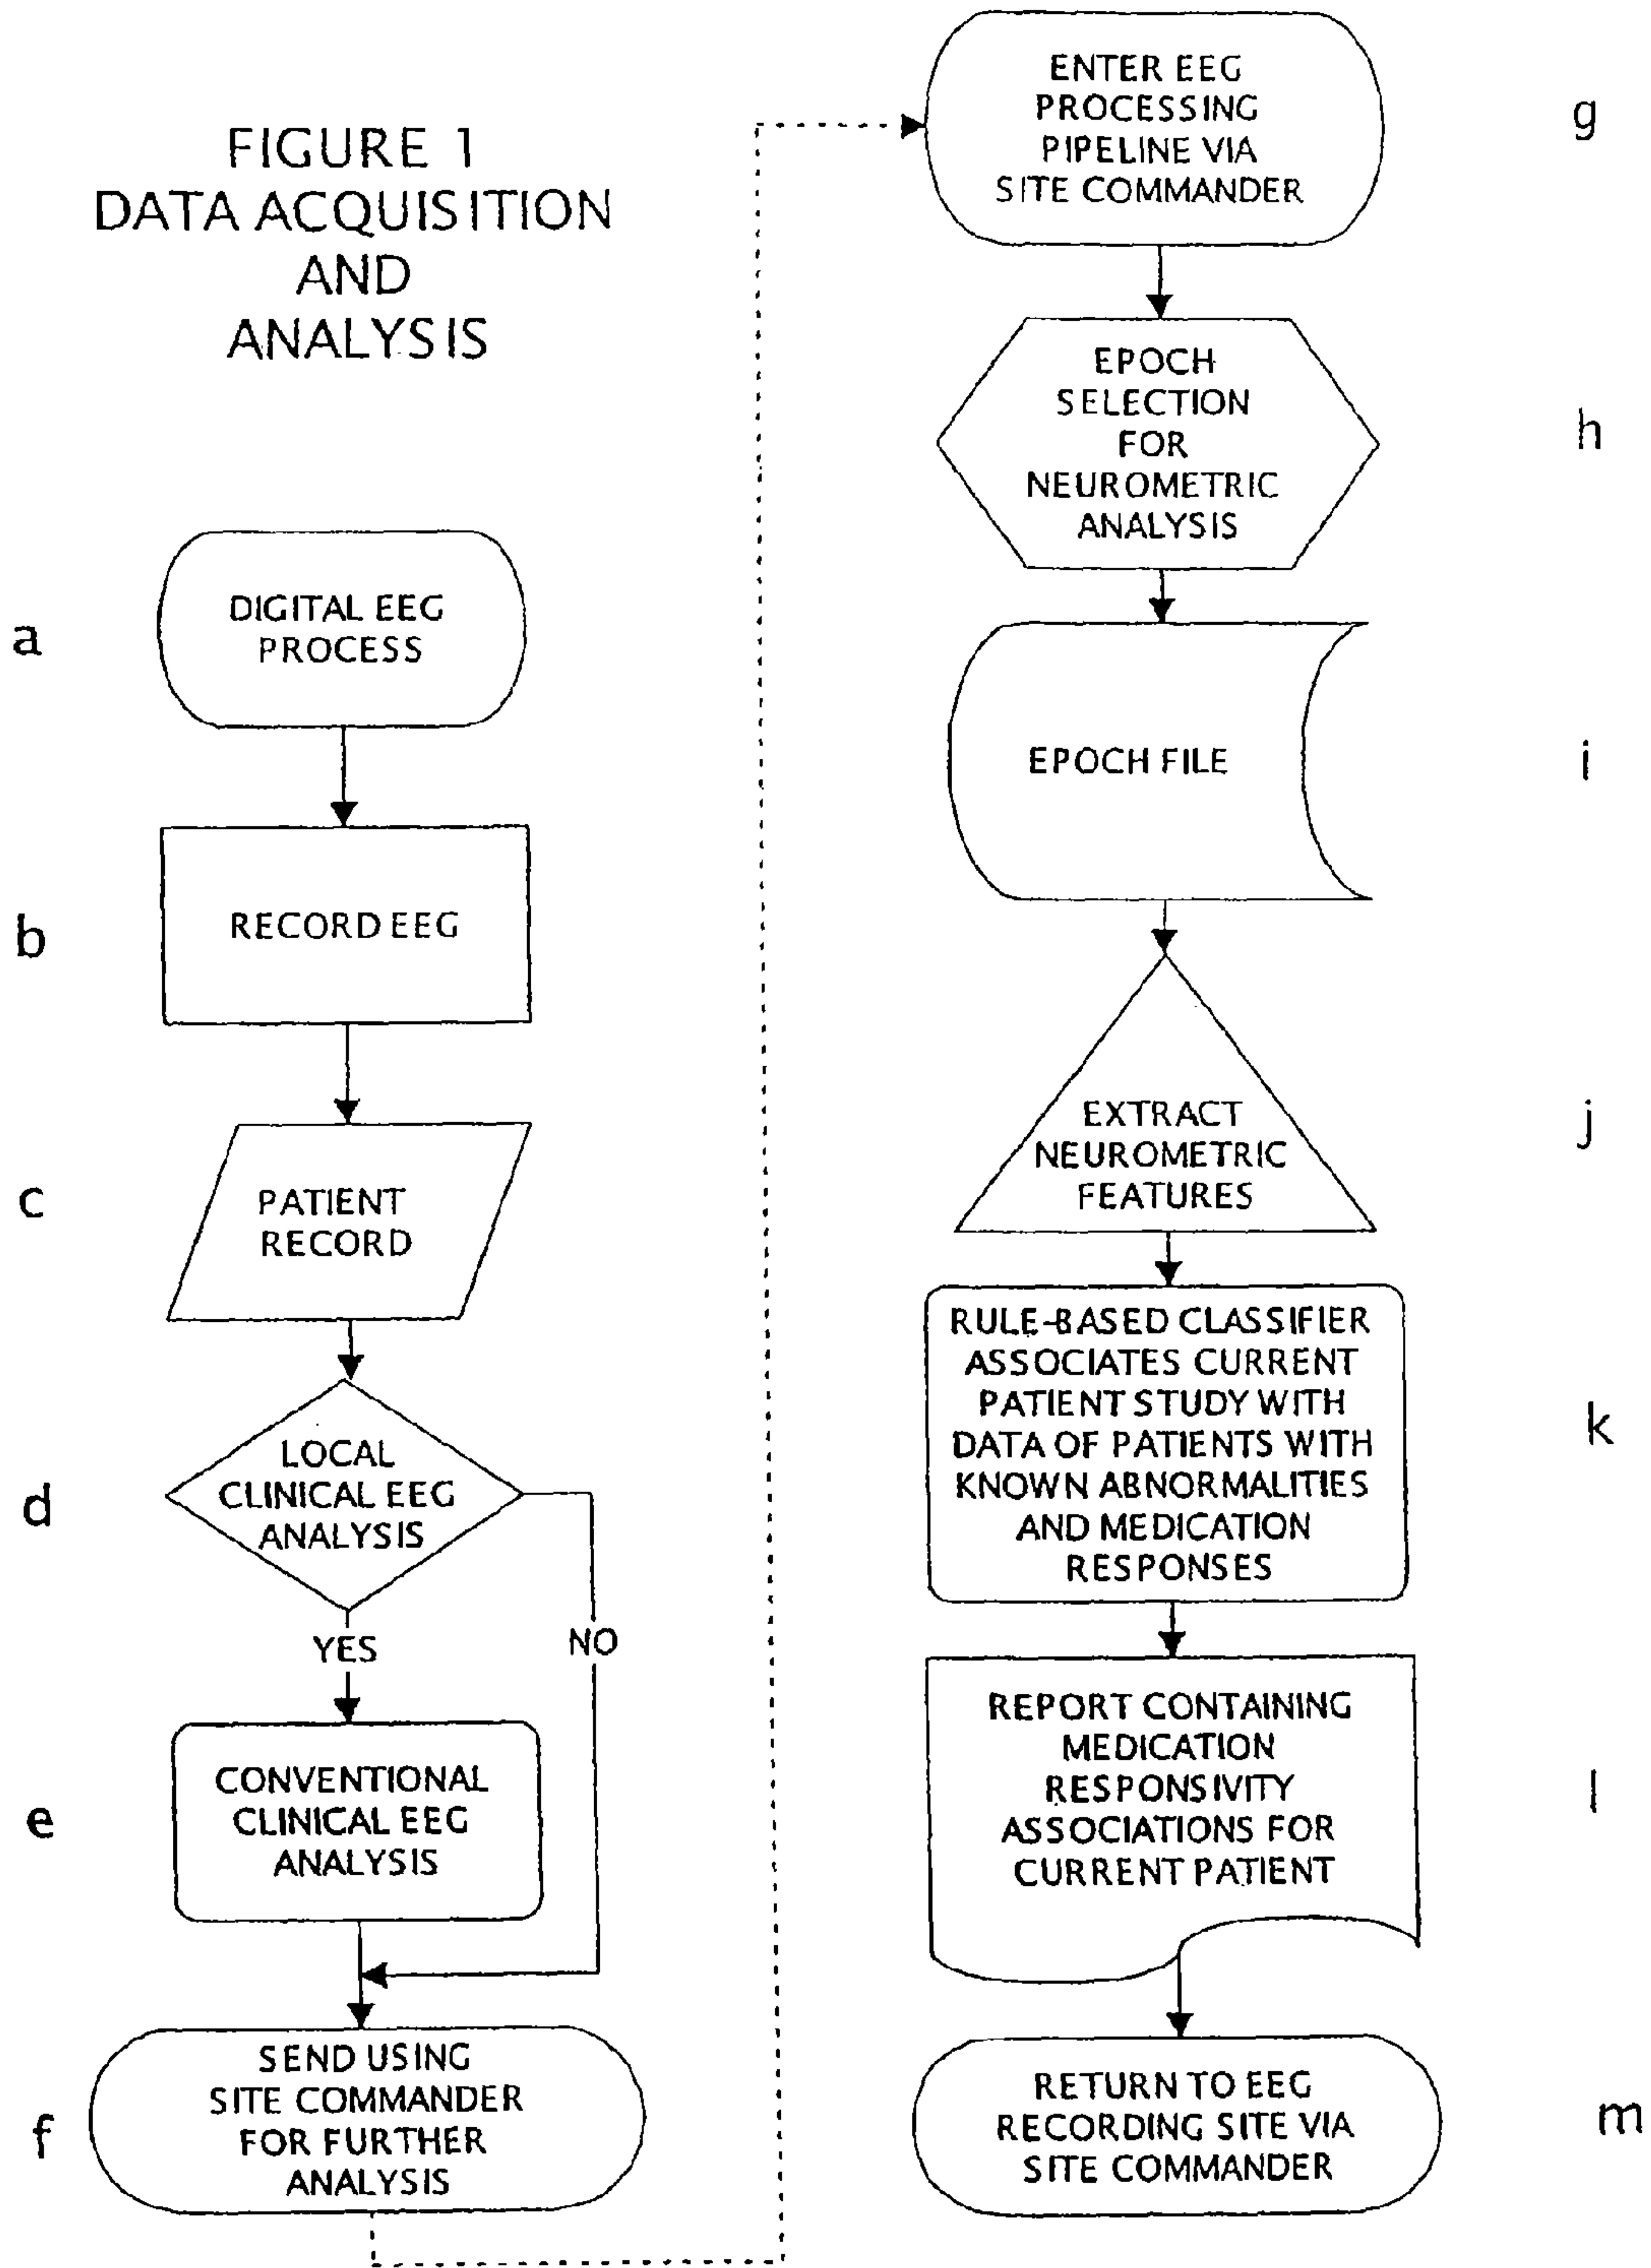 FIGURE 1
DATA ACQUISITION
AND
ANALYSIS
a
DIGITAL EEG
PROCESS
b
RECORD EEG
c
PATIENT
RECORD
d
LOCAL
CLINICAL EEG
ANALYSIS
YES
NO
e
CONVENTIONAL
CLINICAL EEG
ANALYSIS
f
SEND USING
SITE COMMANDER
FOR FURTHER
ANALYSIS
ENTER EEG
PROCESSING
PIPELINE VIA
SITE COMMANDER
g
EPOCH
SELECTION
FOR
NEUROMETRIC
ANALYSIS
h
EPOCH FILE
i
EXTRACT
NEUROMETRIC
FEATURES
j
RULE-BASED CLASSIFIER
ASSOCIATES CURRENT
PATIENT STUDY WITH
DATA OF PATIENTS WITH
KNOWN ABNORMALITIES
AND MEDICATION
RESPONSES
k
REPORT CONTAINING
MEDICATION
RESPONSIVITY
ASSOCIATIONS FOR
CURRENT PATIENT
l
RETURN TO EEG
RECORDING SITE VIA
SITE COMMANDER
m